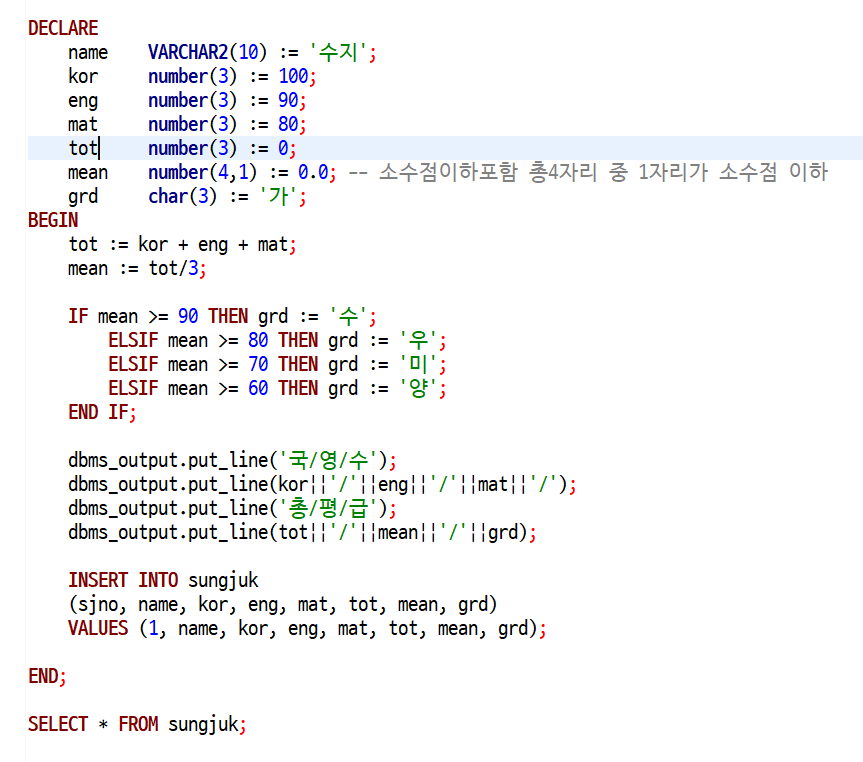 DECLARE
name VARCHAR2(10) := '수지';
kor number(3) := 100;
eng number(3) := 90;
mat number(3) := 80;
tot number(3) := 0;
mean number(4,1) := 0.0; -- 소수점이하포함 총4자리 중 1자리가 소수점 이하
grd char(3) := '가';
BEGIN
tot := kor + eng + mat;
mean := tot/3;
IF mean >= 90 THEN grd := '수';
ELSIF mean >= 80 THEN grd := '우';
ELSIF mean >= 70 THEN grd := '미';
ELSIF mean >= 60 THEN grd := '양';
END IF;
dbms_output.put_line('국/영/수');
dbms_output.put_line(kor||'/'||eng||'/'||mat||'/');
dbms_output.put_line('총/평/급');
dbms_output.put_line(tot||'/'||mean||'/'||grd);
INSERT INTO sungjuk
(sjno, name, kor, eng, mat, tot, mean, grd)
VALUES (1, name, kor, eng, mat, tot, mean, grd);
END;
SELECT * FROM sungjuk;